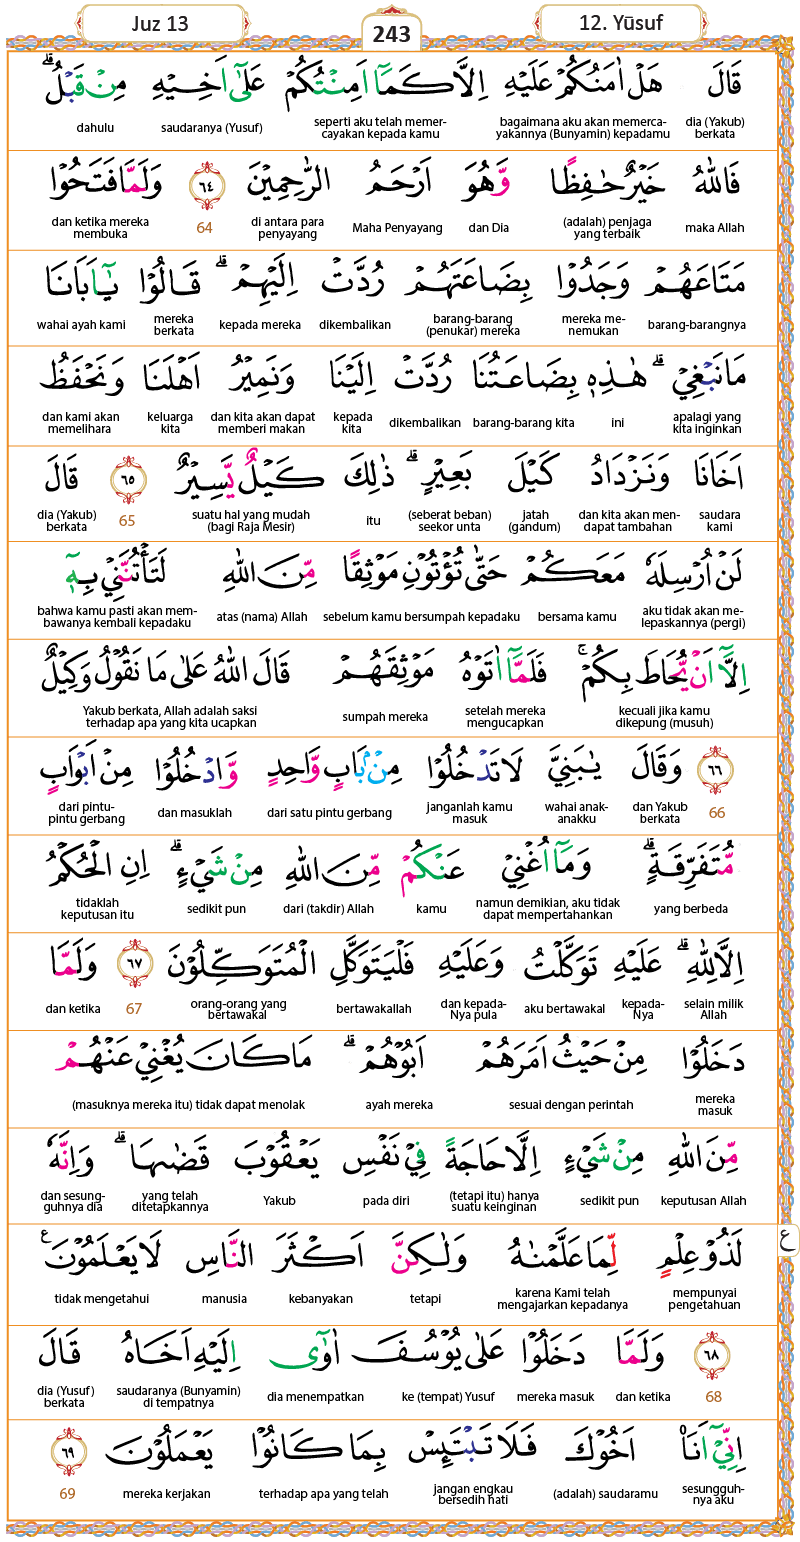 Juz 13
243
12. Yūsuf
قَالَ هَلْ اٰمَنُكُمْ عَلَيْهِ اِلَّا كَمَآ اَمِنْتُكُمْ عَلٰٓى اَخِيْهِ مِنْ قَبْلُۗ
dia (Yakub) berkata bagaimana aku akan memerca-yakannya (Bunyamin) kepadamu seperti aku telah memer-cayakan kepada kamu saudaranya (Yusuf) dahulu
فَاللّٰهُ خَيْرٌ حٰفِظًا وَّهُوَ اَرْحَمُ الرّٰحِمِيْنَ ٦٤ وَلَمَّا فَتَحُوْا
maka Allah (adalah) penjaga yang terbaik dan Dia Maha Penyayang di antara para penyayang 64 dan ketika mereka membuka
مَتَاعَهُمْ وَجَدُوْا بِضَاعَتَهُمْ رُدَّتْ اِلَيْهِمْۗ قَالُوْا يٰٓاَبَانَا
barang-barangnya mereka me-nemukan barang-barang (penukar) mereka dikembalikan kepada mereka mereka berkata wahai ayah kami
مَا نَبْغِيْۗ هٰذِهٖ بِضَاعَتُنَا رُدَّتْ اِلَيْنَا وَنَمِيْرُ اَهْلَنَا وَنَحْفَظُ
apalagi yang kita inginkan ini barang-barang kita dikembalikan kepada kita dan kita akan dapat memberi makan keluarga kita dan kami akan memelihara
اَخَانَا وَنَزْدَادُ كَيْلَ بَعِيْرٍۗ ذٰلِكَ كَيْلٌ يَّسِيْرٌ ٦٥ قَالَ
saudara kami dan kita akan men-dapat tambahan jatah (gandum) (seberat beban) seekor unta itu suatu hal yang mudah (bagi Raja Mesir) 65 dia (Yakub) berkata
لَنْ اُرْسِلَهٗ مَعَكُمْ حَتّٰى تُؤْتُوْنِ مَوْثِقًا مِّنَ اللّٰهِ لَتَأْتُنَّنِيْ بِهٖٓ
aku tidak akan me-lepaskannya (pergi) bersama kamu sebelum kamu bersumpah kepadaku atas (nama) Allah bahwa kamu pasti akan mem-bawanya kembali kepadaku
اِلَّآ اَنْ يُّحَاطَ بِكُمْۚ فَلَمَّآ اٰتَوْهُ مَوْثِقَهُمْ قَالَ اللّٰهُ عَلٰى مَا نَقُوْلُ وَكِيْلٌ
kecuali jika kamu dikepung (musuh) setelah mereka mengucapkan sumpah mereka Yakub berkata, Allah adalah saksi terhadap apa yang kita ucapkan
٦٦ وَقَالَ يٰبَنِيَّ لَا تَدْخُلُوْا مِنْۢ بَابٍ وَّاحِدٍ وَّادْخُلُوْا مِنْ اَبْوَابٍ
66 dan Yakub berkata wahai anak-anakku janganlah kamu masuk dari satu pintu gerbang dan masuklah dari pintu-pintu gerbang
مُّتَفَرِّقَةٍۗ وَمَآ اُغْنِيْ عَنْكُمْ مِّنَ اللّٰهِ مِنْ شَيْءٍۗ اِنِ الْحُكْمُ
yang berbeda namun demikian, aku tidak dapat mempertahankan kamu dari (takdir) Allah sedikit pun tidaklah keputusan itu
اِلَّا لِلّٰهِۗ عَلَيْهِ تَوَكَّلْتُ وَعَلَيْهِ فَلْيَتَوَكَّلِ الْمُتَوَكِّلُوْنَ ٦٧ وَلَمَّا
selain milik Allah kepada-Nya aku bertawakal dan kepada-Nya pula bertawakallah orang-orang yang bertawakal 67 dan ketika
دَخَلُوْا مِنْ حَيْثُ اَمَرَهُمْ اَبُوْهُمْۗ مَا كَانَ يُغْنِيْ عَنْهُمْ
mereka masuk sesuai dengan perintah ayah mereka (masuknya mereka itu) tidak dapat menolak
مِّنَ اللّٰهِ مِنْ شَيْءٍ اِلَّا حَاجَةً فِيْ نَفْسِ يَعْقُوْبَ قَضٰىهَاۗ وَاِنَّهٗ
keputusan Allah sedikit pun (tetapi itu) hanya suatu keinginan pada diri Yakub yang telah ditetapkannya dan sesung-guhnya dia
لَذُوْ عِلْمٍ لِّمَا عَلَّمْنٰهُ وَلٰكِنَّ اَكْثَرَ النَّاسِ لَا يَعْلَمُوْنَࣖ ع
mempunyai pengetahuan karena Kami telah mengajarkan kepadanya tetapi kebanyakan manusia tidak mengetahui
٦٨ وَلَمَّا دَخَلُوْا عَلٰى يُوْسُفَ اٰوٰٓى اِلَيْهِ اَخَاهُ قَالَ
68 dan ketika mereka masuk ke (tempat) Yusuf dia menempatkan saudaranya (Bunyamin) di tempatnya dia (Yusuf) berkata
اِنِّيْٓ اَنَا۠ اَخُوْكَ فَلَا تَبْتَىِٕسْ بِمَا كَانُوْا يَعْمَلُوْنَ ٦٩
sesungguh-nya aku (adalah) saudaramu jangan engkau bersedih hati terhadap apa yang telah mereka kerjakan 69